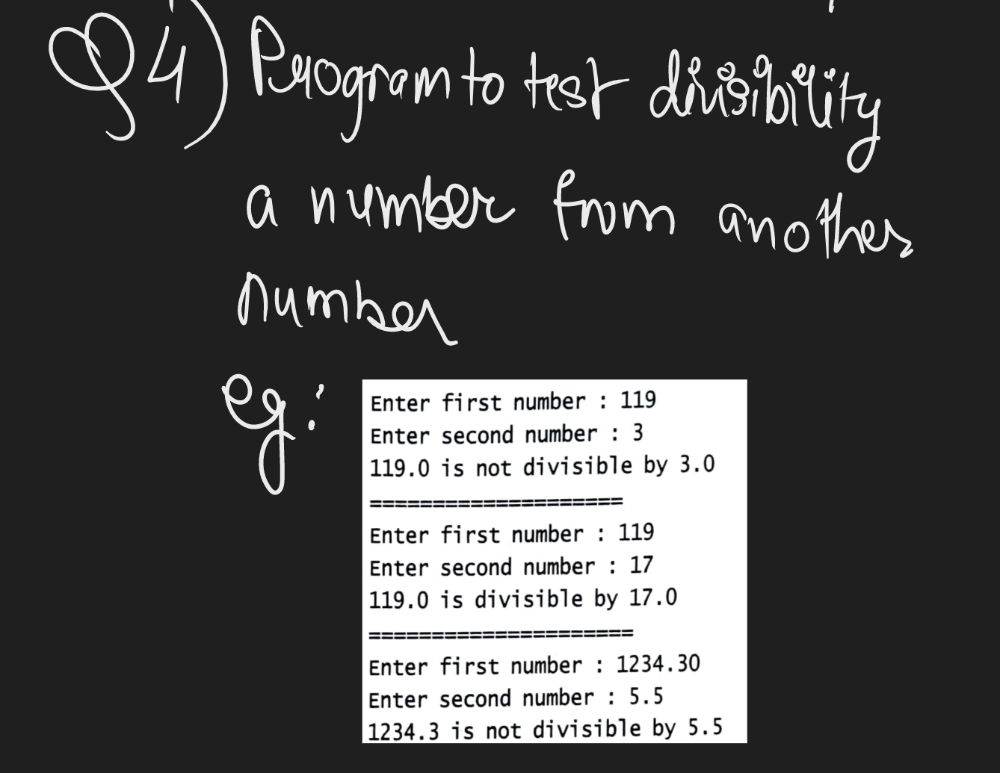 Q4) Program to test divisibility
a number from another
number
eg:
Enter first number : 119
Enter second number : 3
119.0 is not divisible by 3.0
====================
Enter first number : 119
Enter second number : 17
119.0 is divisible by 17.0
=====================
Enter first number : 1234.30
Enter second number : 5.5
1234.3 is not divisible by 5.5